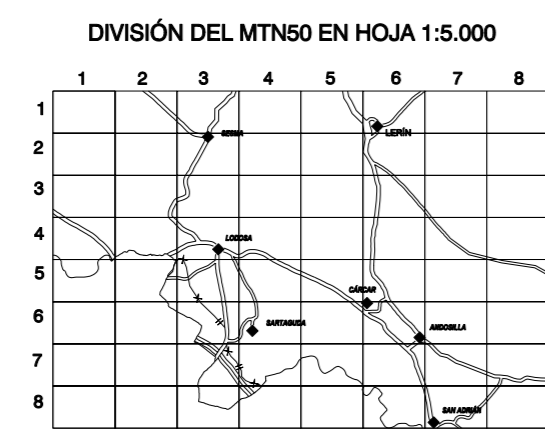 DIVISIÓN DEL MTN50 EN HOJA 1:5.000
1 2 3 4 5 6 7 8
1
LERÍN
2
SESMA
3
4
LODOSA
5
CÁRCAR
6
SARTAGUDA
ANDOSILLA
7
8
SAN ADRIÁN